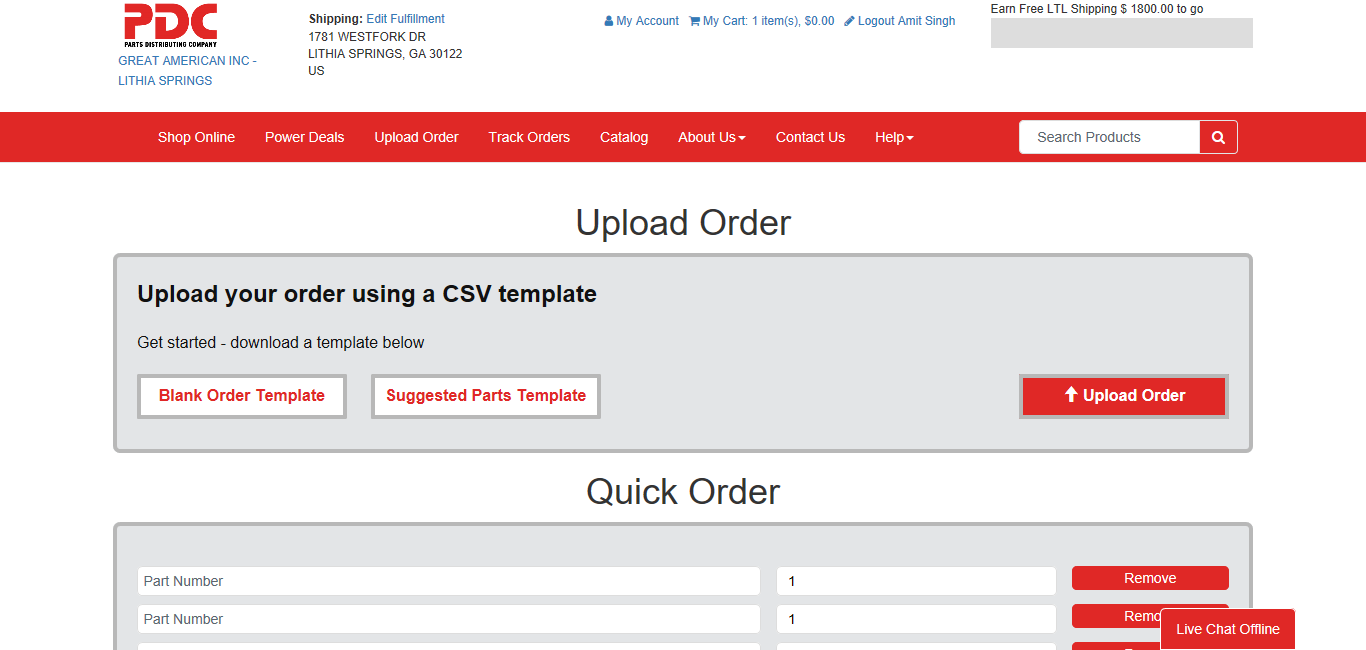 PDC
PARTS DISTRIBUTING COMPANY
GREAT AMERICAN INC -
LITHIA SPRINGS
Shipping: Edit Fulfillment
1781 WESTFORK DR
LITHIA SPRINGS, GA 30122
US
My Account My Cart: 1 item(s), $0.00 Logout Amit Singh
Earn Free LTL Shipping $ 1800.00 to go
Shop Online Power Deals Upload Order Track Orders Catalog About Us Contact Us Help Search Products
Upload Order
Upload your order using a CSV template
Get started - download a template below
Blank Order Template Suggested Parts Template Upload Order
Quick Order
Part Number 1 Remove
Part Number 1 Remo
Live Chat Offline